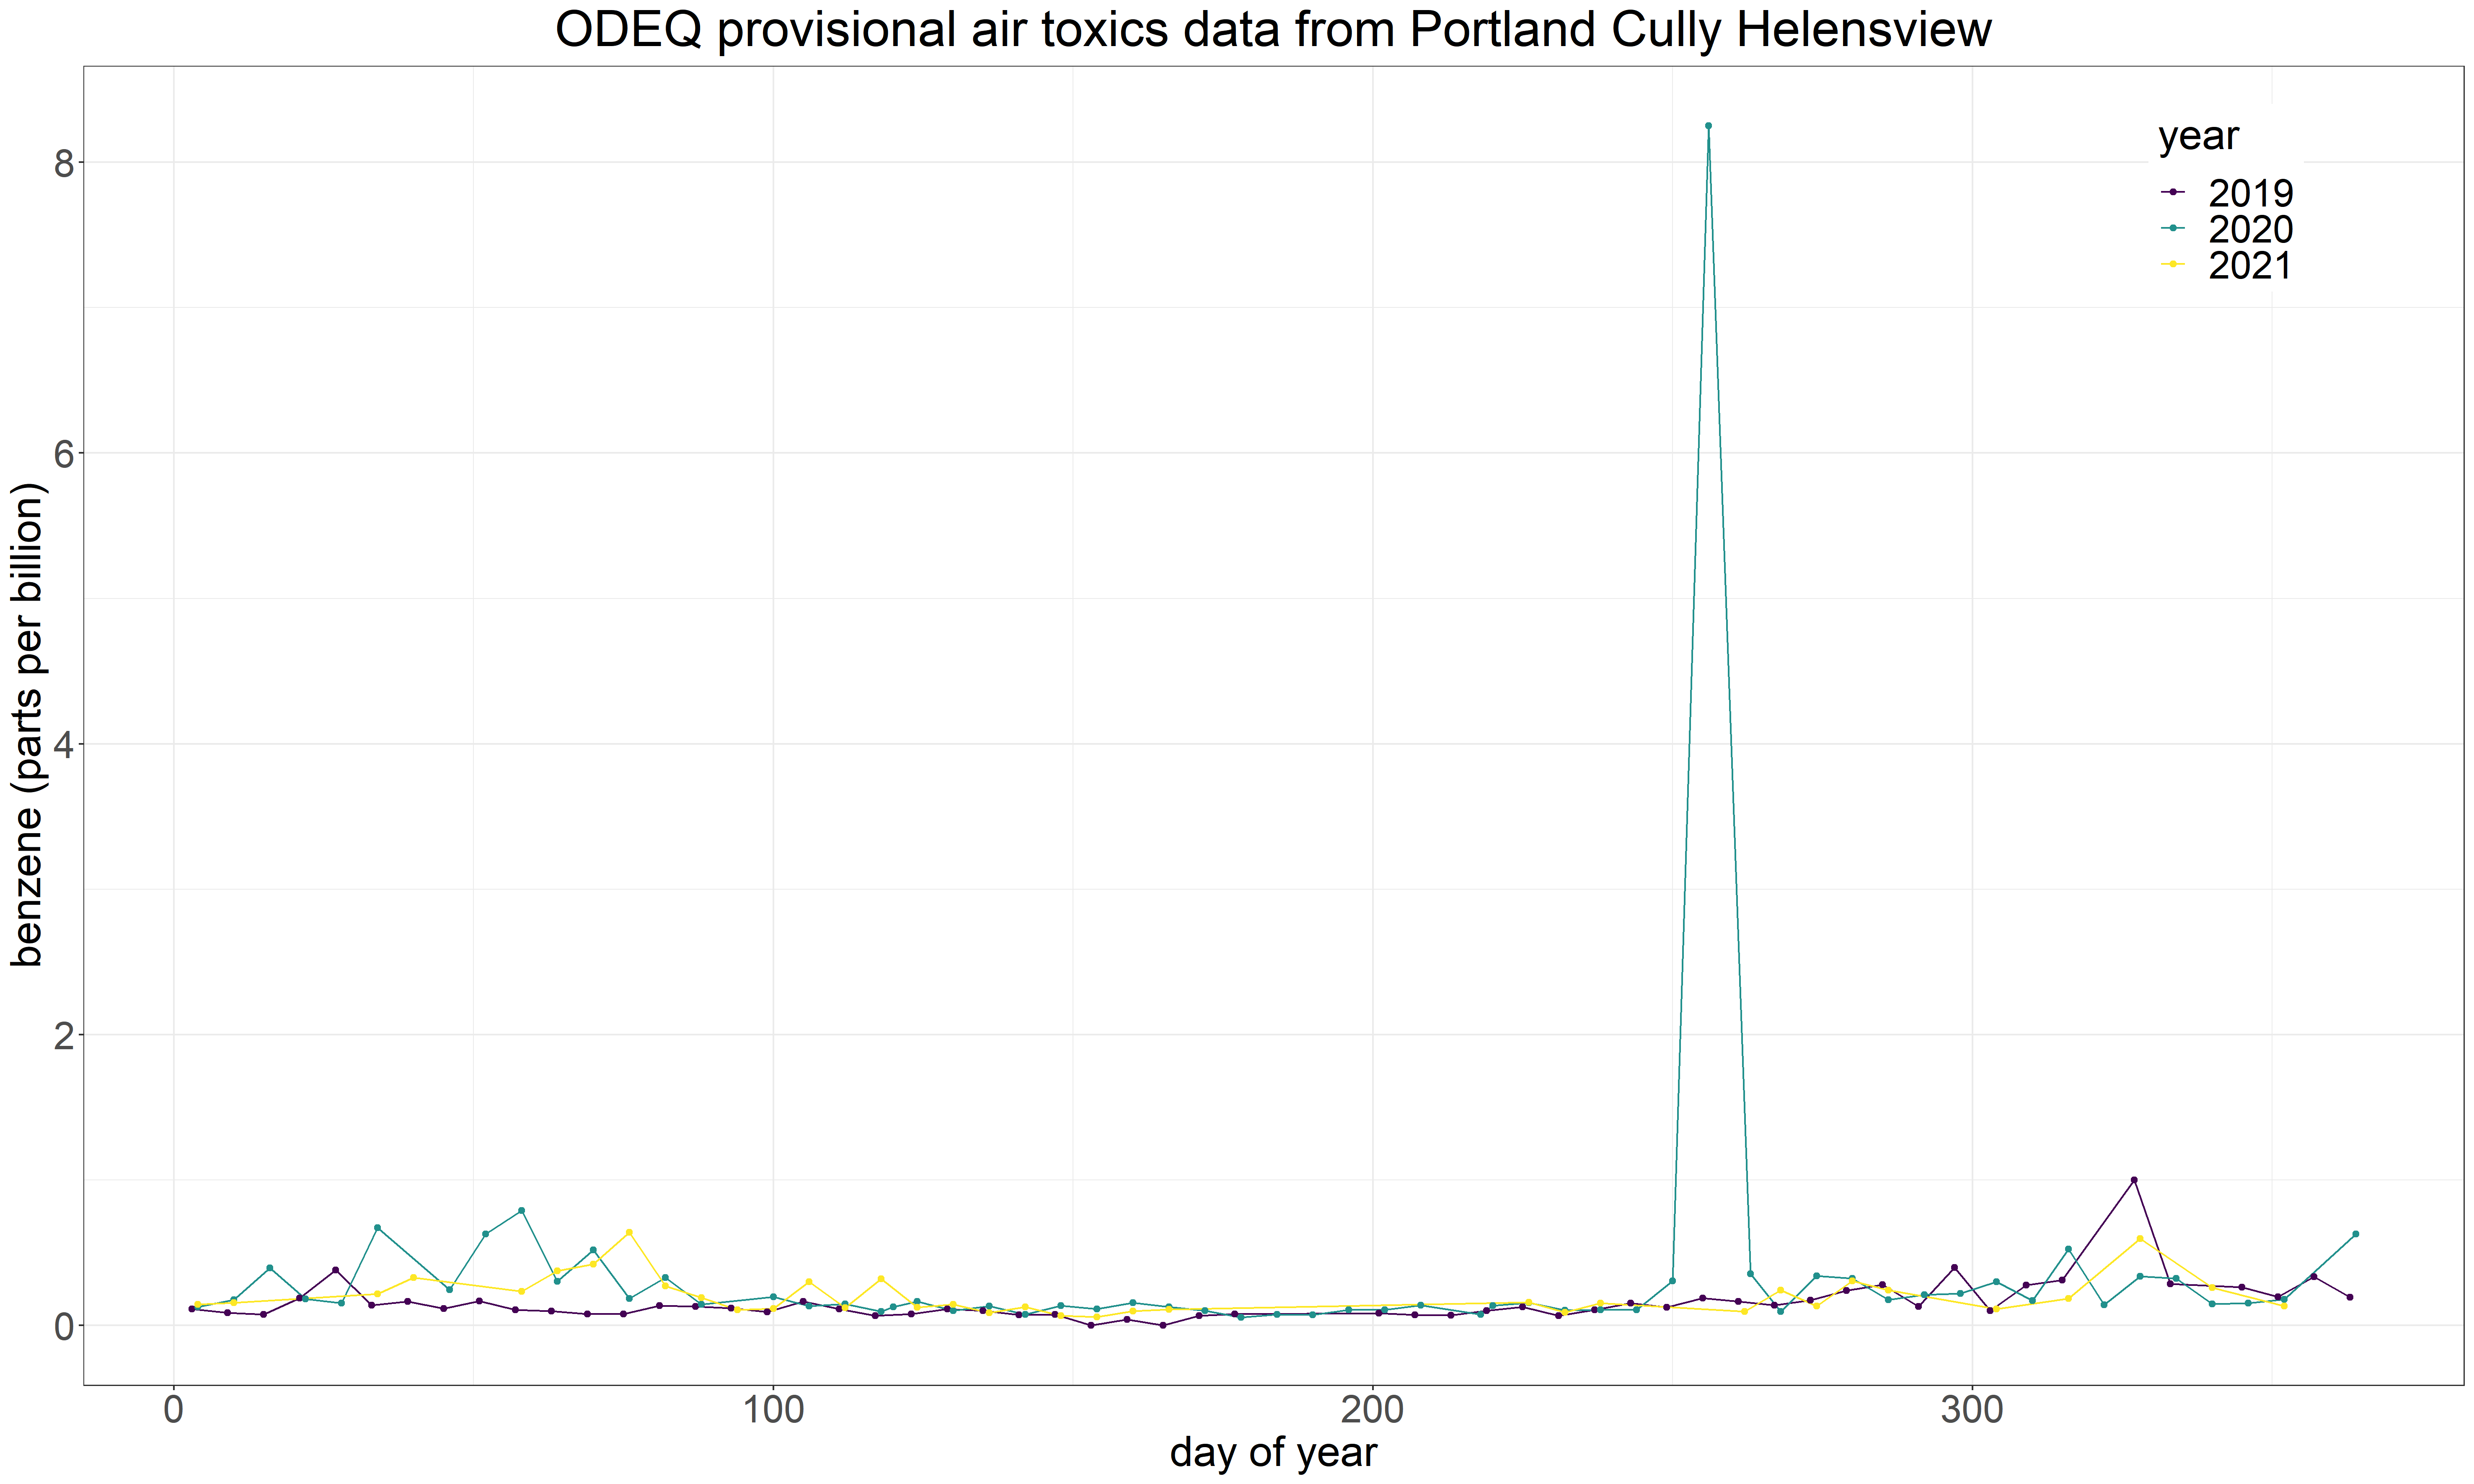 ODEQ provisional air toxics data from Portland Cully Helensview
benzene (parts per billion)
8
6
4
2
0
year
2019
2020
2021
0 100 200 300
day of year